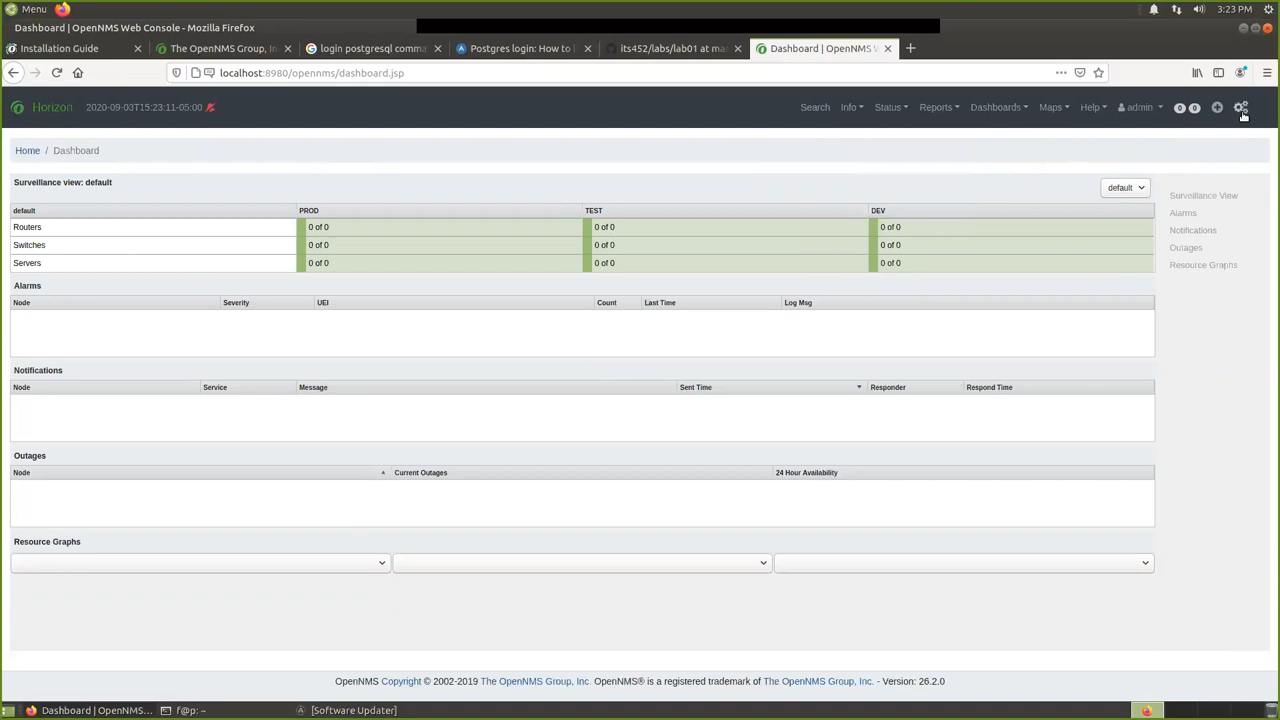 Menu 3:23 PM
Dashboard | OpenNMS Web Console - Mozilla Firefox
Installation Guide The OpenNMS Group, In login postgresql comma Postgres login: How to l its452/labs/lab01 at mas Dashboard | OpenNMS W
localhost:8980/opennms/dashboard.jsp
Horizon 2020-09-03T15:23:11-05:00 Search Info Status Reports Dashboards Maps Help admin 0 0
Home / Dashboard
Surveillance view: default default Surveillance View
default PROD TEST DEV Alarms
Routers 0 of 0 0 of 0 0 of 0 Notifications
Switches 0 of 0 0 of 0 0 of 0 Outages
Servers 0 of 0 0 of 0 0 of 0 Resource Graphs
Alarms
Node Severity UEI Count Last Time Log Msg
Notifications
Node Service Message Sent Time Responder Respond Time
Outages
Node Current Outages 24 Hour Availability
Resource Graphs
OpenNMS Copyright © 2002-2019 The OpenNMS Group, Inc. OpenNMS® is a registered trademark of The OpenNMS Group, Inc. - Version: 26.2.0
Dashboard | OpenNMS... f@p: ~ [Software Updater]